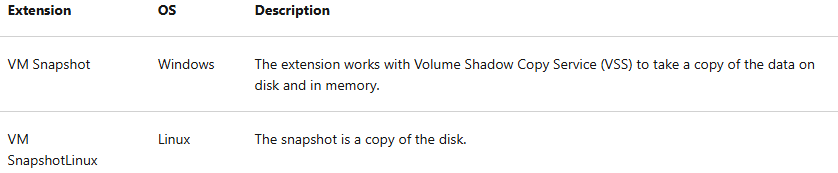 Extension OS Description
VM Snapshot Windows The extension works with Volume Shadow Copy Service (VSS) to take a copy of the data on
disk and in memory.
VM Linux The snapshot is a copy of the disk.
SnapshotLinux